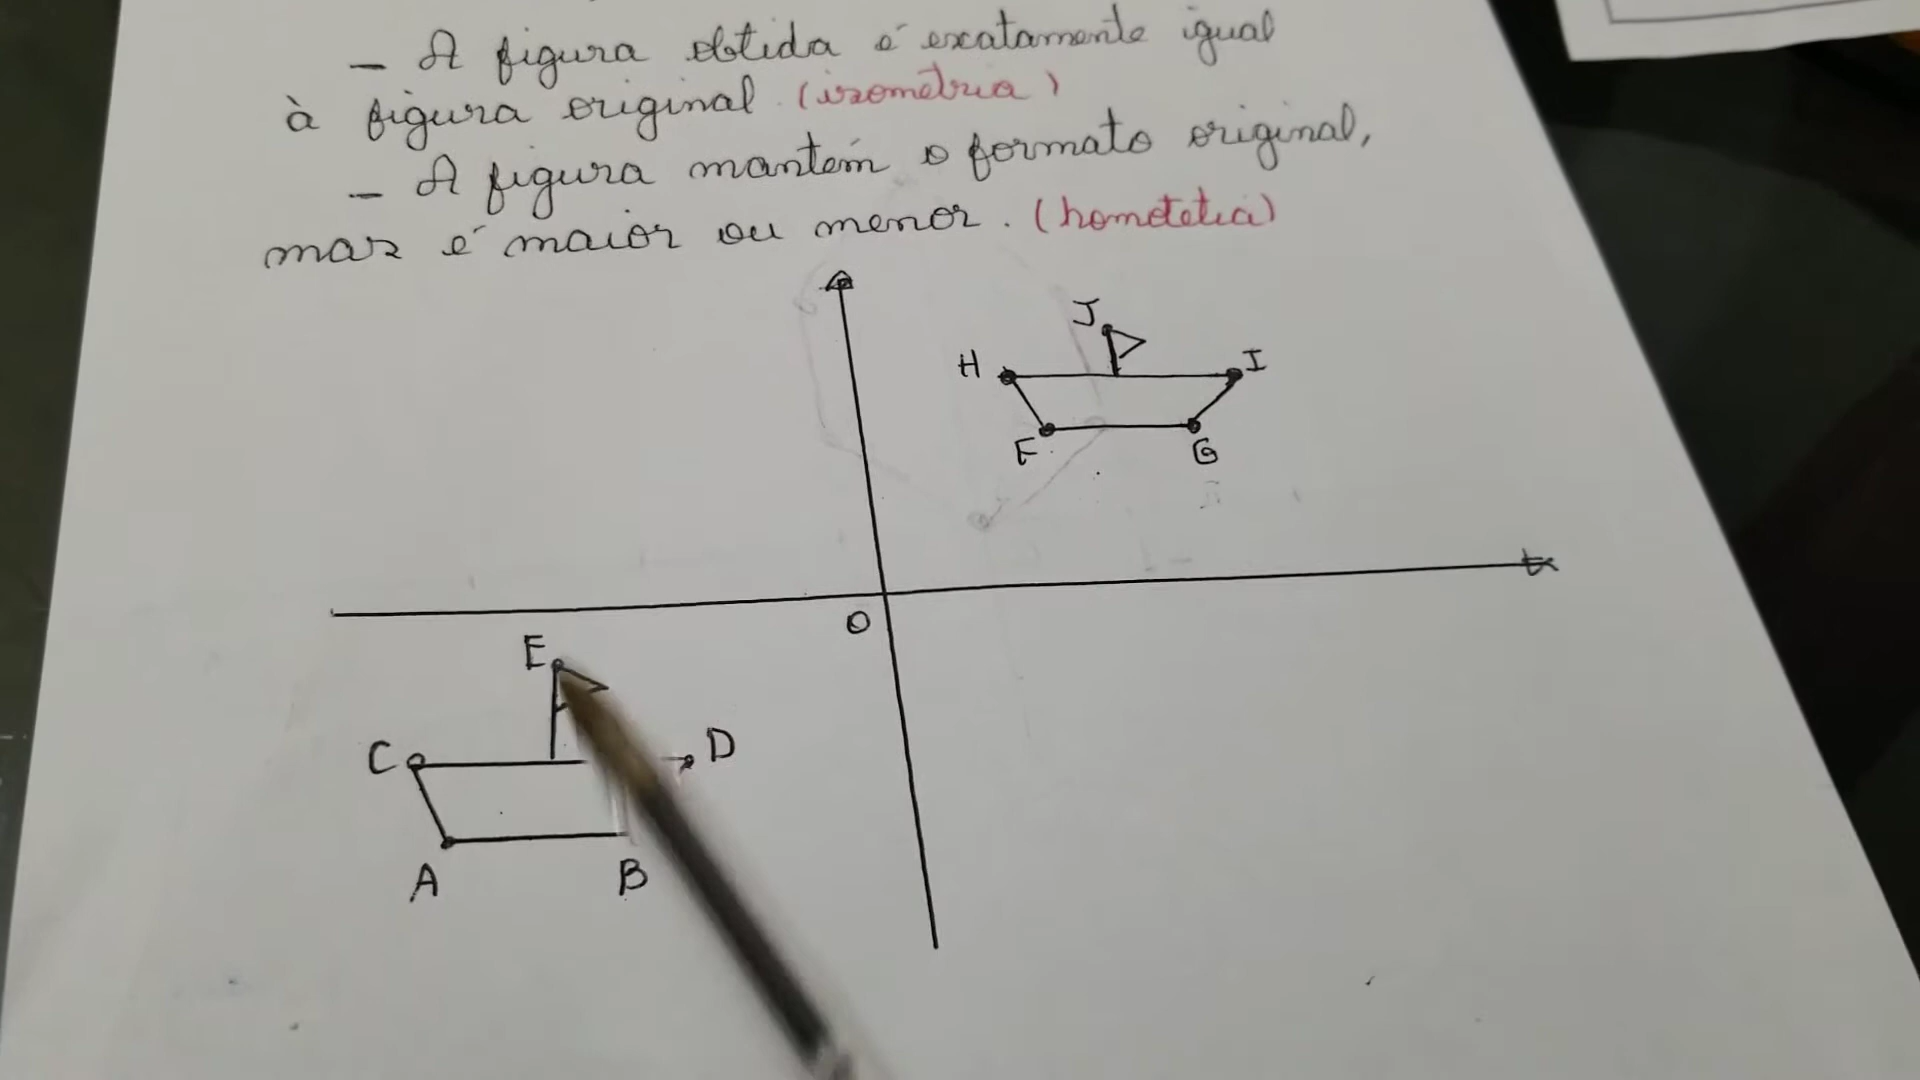 - A figura obtida é exatamente igual
à figura original (isometria)
- A figura mantém o formato original,
mas é maior ou menor. (homotetia)
J
H
I
F
G
O
E
C
D
A
B